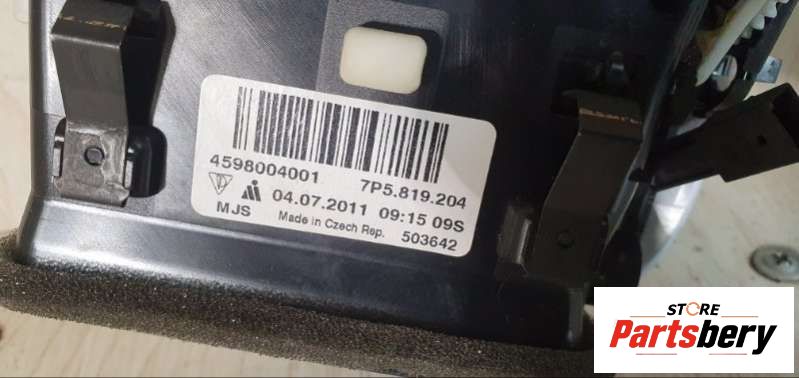 4598004001 7P5.819.204
04.07.2011 09:15 09S
MJS Made in Czech Rep. 503642
STORE
Partsbery